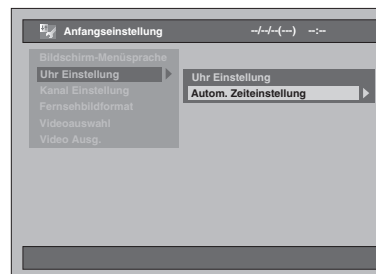 Anfangseinstellung --/--/--(---) --:--
Bildschirm-Menüsprache
Uhr Einstellung
Kanal Einstellung
Fernsehbildformat
Videoauswahl
Video Ausg.
Uhr Einstellung
Autom. Zeiteinstellung